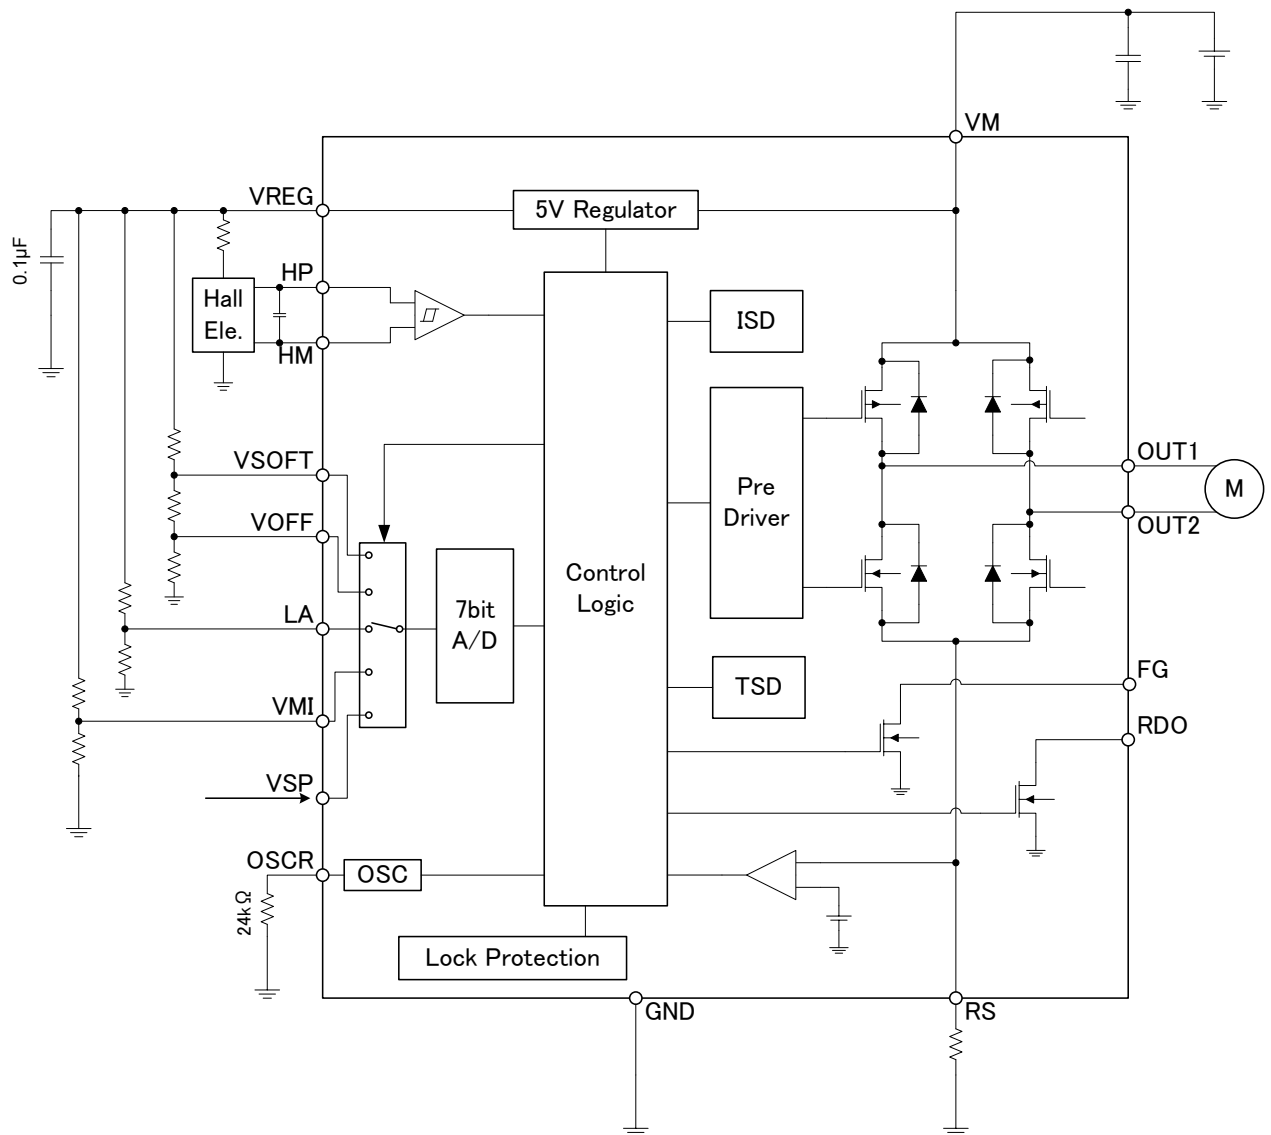 VM
VREG
5V Regulator
0.1μF
HP
Hall
Ele.
HM
ISD
VSOFT
OUT1
M
Pre
Driver
VOFF
OUT2
Control
Logic
7bit
A/D
LA
TSD
FG
VMI
RDO
VSP
OSCR
OSC
24kΩ
Lock Protection
GND
RS